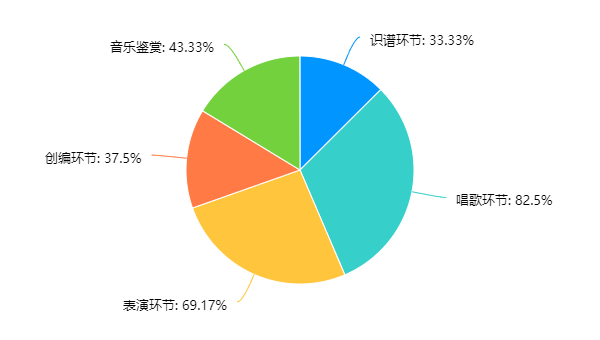 音乐鉴赏: 43.33%
识谱环节: 33.33%
创编环节: 37.5%
唱歌环节: 82.5%
表演环节: 69.17%